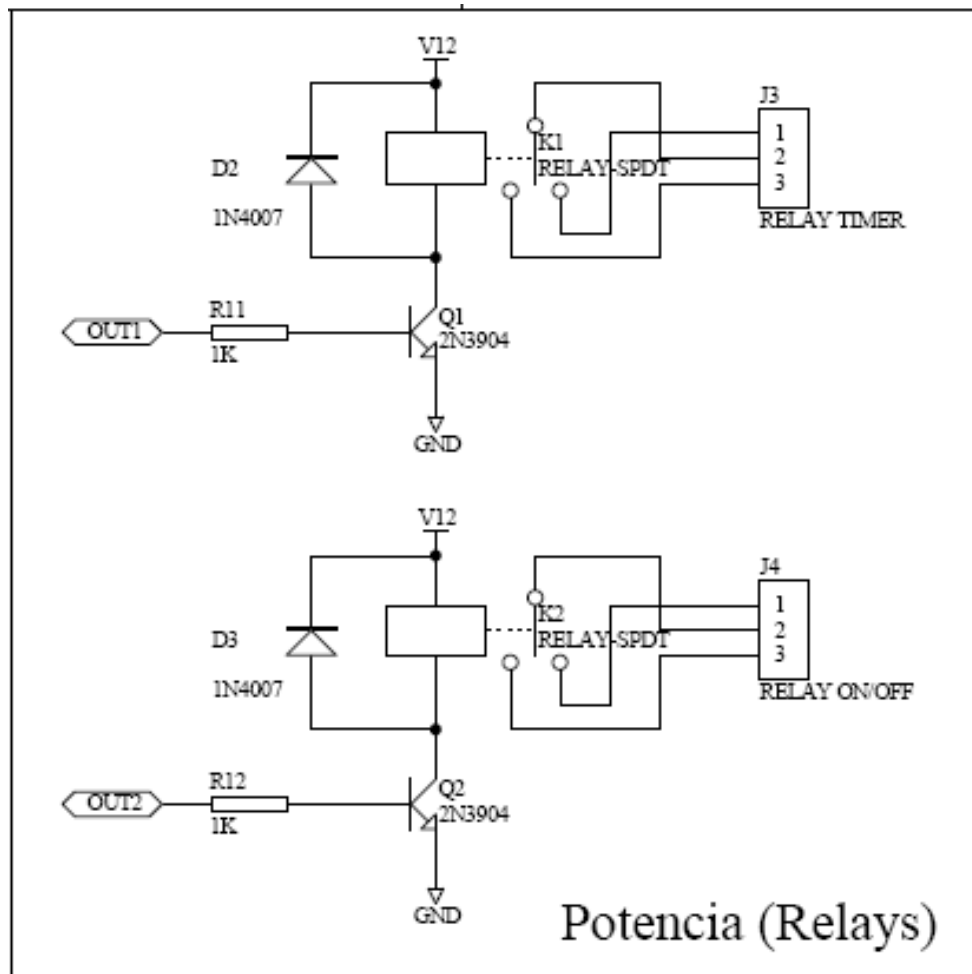 V12
J3
K1
1
D2
RELAY-SPDT
2
3
1N4007
RELAY TIMER
R11
OUT1
Q1
1K
2N3904
GND
V12
J4
K2
1
D3
RELAY-SPDT
2
3
1N4007
RELAY ON/OFF
R12
OUT2
Q2
1K
2N3904
GND
Potencia (Relays)